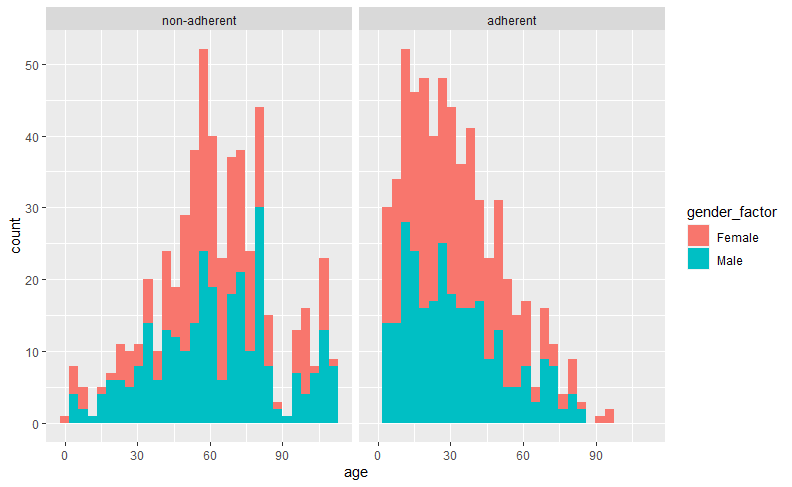 non-adherent
adherent
count
50
40
30
20
10
0
0 30 60 90
0 30 60 90
age
gender_factor
Female
Male